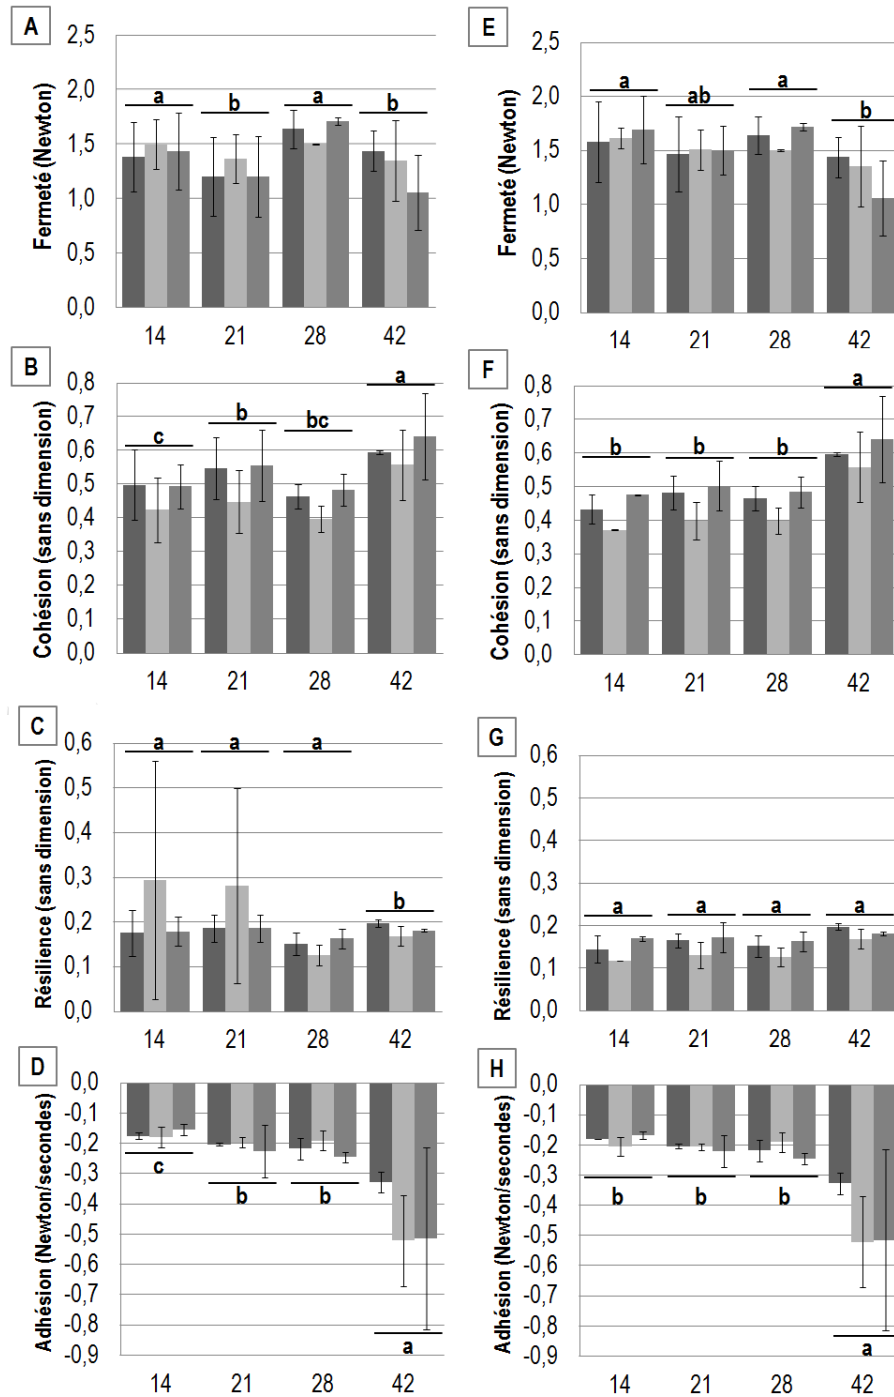 A
Fermeté (Newton)
2,5
2,0
1,5
1,0
0,5
0,0
a
b
a
b
14
21
28
42
B
Cohésion (sans dimension)
0,8
0,7
0,6
0,5
0,4
0,3
0,2
0,1
0,0
c
b
bc
a
14
21
28
42
C
Résilience (sans dimension)
0,6
0,5
0,4
0,3
0,2
0,1
0,0
a
a
a
b
14
21
28
42
D
Adhésion (Newton/secondes)
0,0
-0,1
-0,2
-0,3
-0,4
-0,5
-0,6
-0,7
-0,8
-0,9
c
b
b
a
14
21
28
42
E
Fermeté (Newton)
2,5
2,0
1,5
1,0
0,5
0,0
a
ab
a
b
14
21
28
42
F
Cohésion (sans dimension)
0,8
0,7
0,6
0,5
0,4
0,3
0,2
0,1
0,0
b
b
b
a
14
21
28
42
G
Résilience (sans dimension)
0,6
0,5
0,4
0,3
0,2
0,1
0,0
a
a
a
a
14
21
28
42
H
Adhésion (Newton/secondes)
0,0
-0,1
-0,2
-0,3
-0,4
-0,5
-0,6
-0,7
-0,8
-0,9
b
b
b
a
14
21
28
42